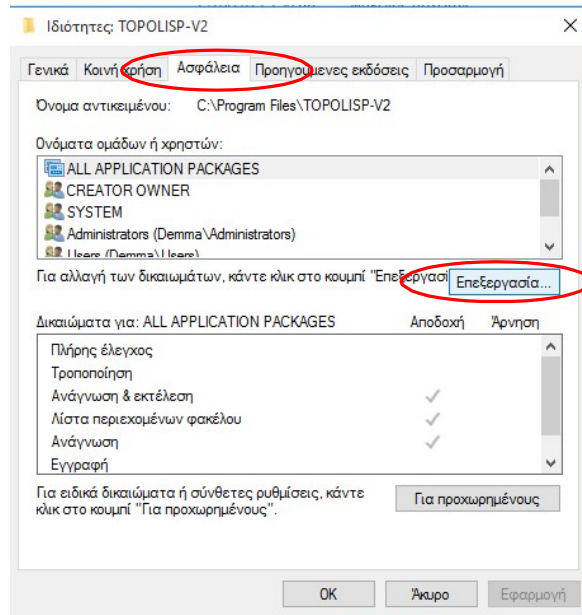 Ιδιότητες: TOPOLISP-V2
Γενικά Κοινή χρήση Ασφάλεια Προηγούμενες εκδόσεις Προσαρμογή
Όνομα αντικειμένου: C:\Program Files\TOPOLISP-V2
Ονόματα ομάδων ή χρηστών:
ALL APPLICATION PACKAGES
CREATOR OWNER
SYSTEM
Administrators (Demma\Administrators)
Users (Demma\Users)
Για αλλαγή των δικαιωμάτων, κάντε κλικ στο κουμπί "Επεξεργασί Επεξεργασία...
Δικαιώματα για: ALL APPLICATION PACKAGES Αποδοχή Άρνηση
Πλήρης έλεγχος
Τροποποίηση
Ανάγνωση & εκτέλεση
Λίστα περιεχομένων φακέλου
Ανάγνωση
Εγγραφή
Για ειδικά δικαιώματα ή σύνθετες ρυθμίσεις, κάντε
κλικ στο κουμπί "Για προχωρημένους".
Για προχωρημένους
OK Άκυρο Εφαρμογή